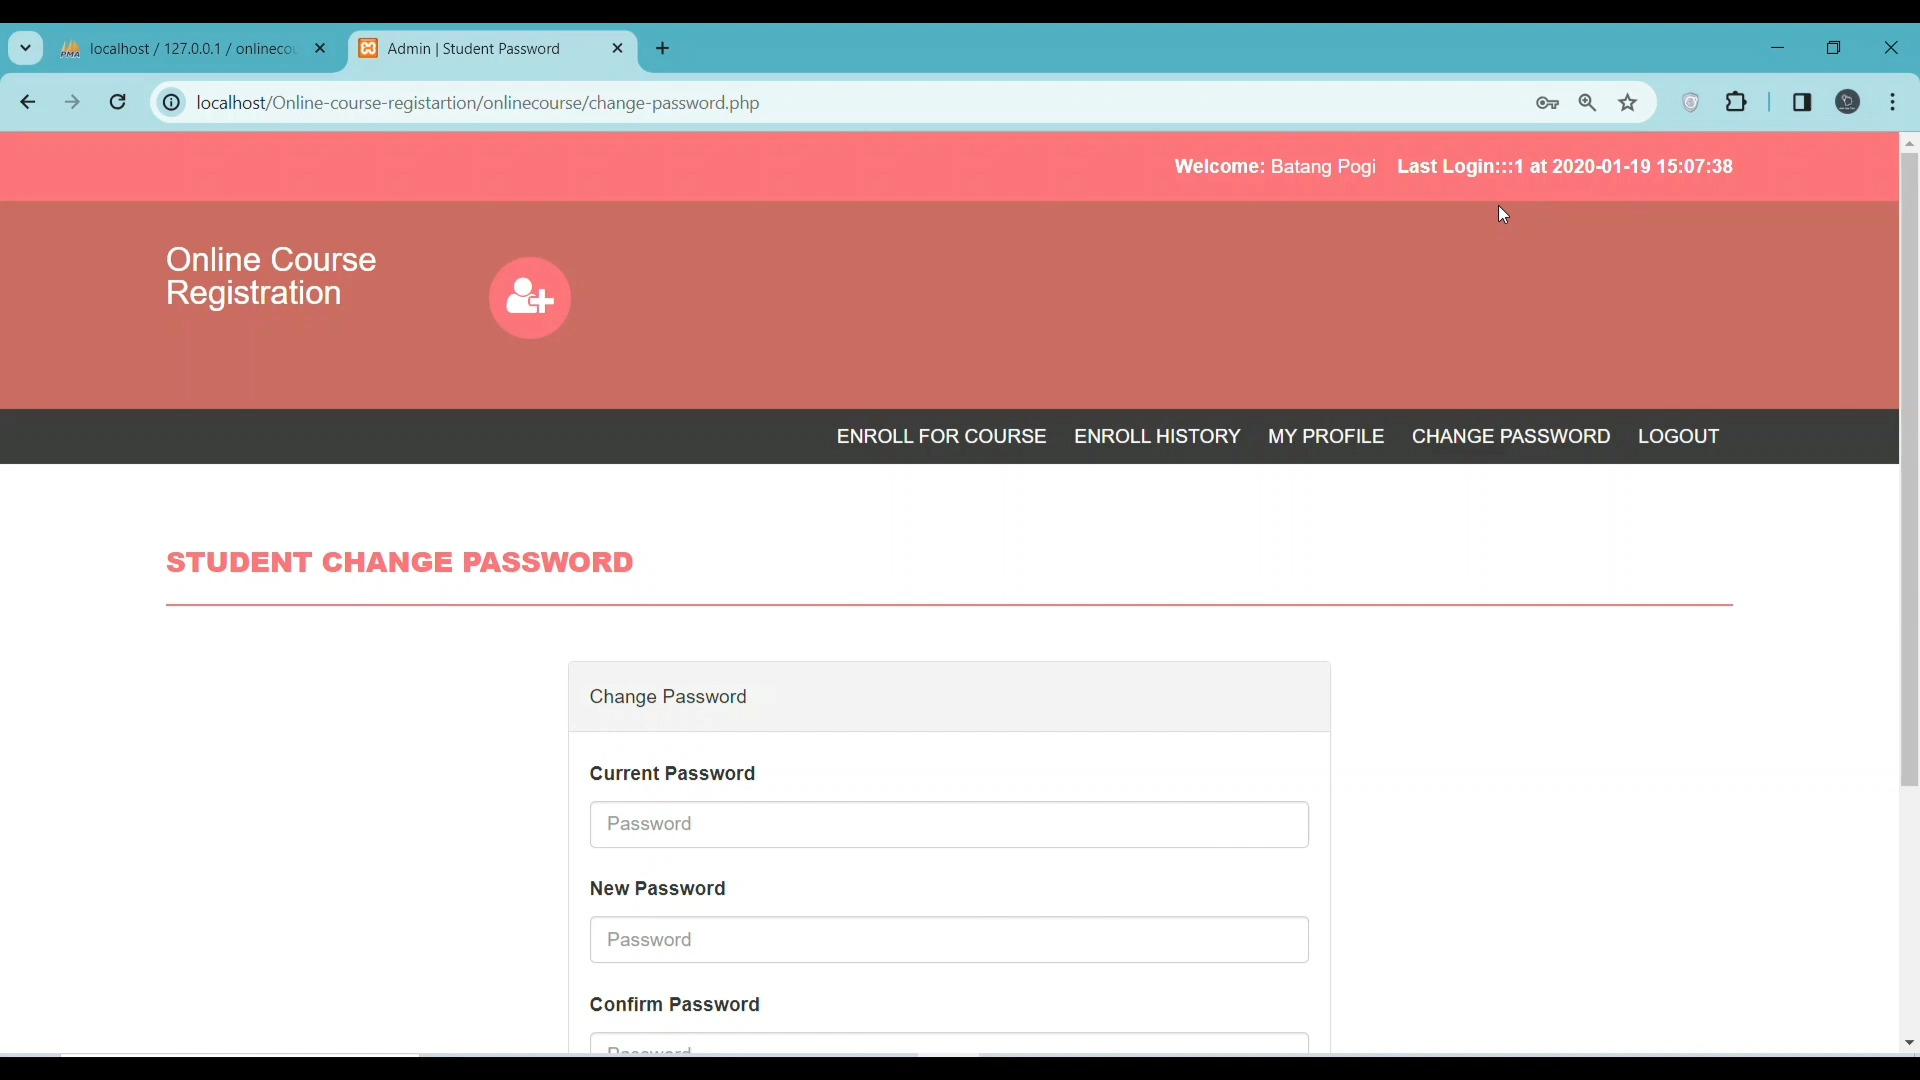 localhost / 127.0.0.1 / onlinecou
Admin | Student Password
localhost/Online-course-registartion/onlinecourse/change-password.php
Welcome: Batang Pogi Last Login:::1 at 2020-01-19 15:07:38
Online Course
Registration
ENROLL FOR COURSE ENROLL HISTORY MY PROFILE CHANGE PASSWORD LOGOUT
STUDENT CHANGE PASSWORD
Change Password
Current Password
Password
New Password
Password
Confirm Password
Password